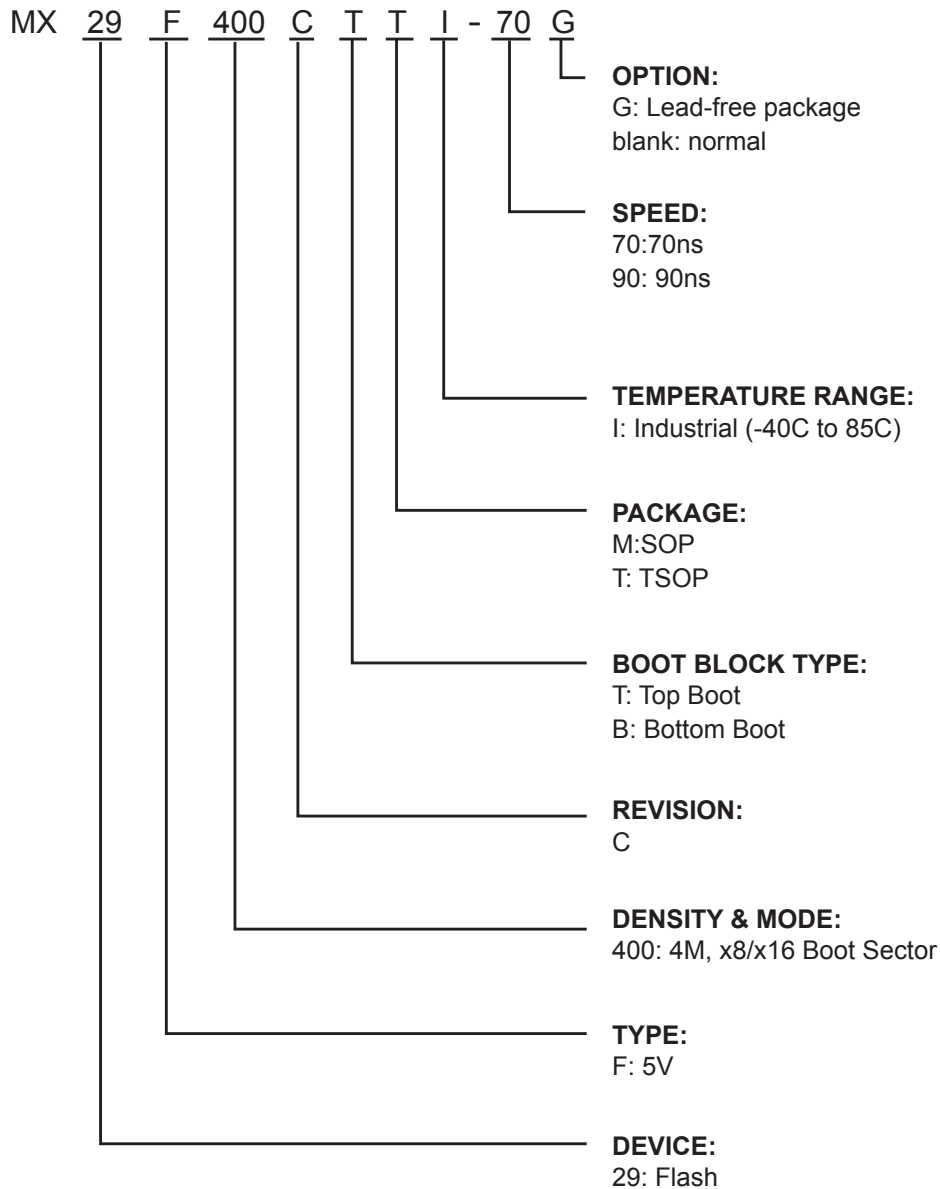 MX 29 F 400 C T T I - 70 G
OPTION:
G: Lead-free package
blank: normal
SPEED:
70:70ns
90: 90ns
TEMPERATURE RANGE:
I: Industrial (-40C to 85C)
PACKAGE:
M:SOP
T: TSOP
BOOT BLOCK TYPE:
T: Top Boot
B: Bottom Boot
REVISION:
C
DENSITY & MODE:
400: 4M, x8/x16 Boot Sector
TYPE:
F: 5V
DEVICE:
29: Flash